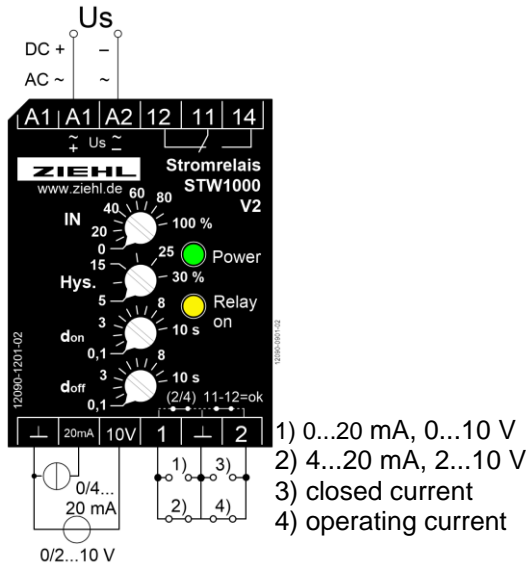 Us
DC + –
AC ~ ~
A1 A1 A2 12 11 14
~ Us ~
+ –
ZIEHL
www.ziehl.de
Stromrelais
STW1000
V2
IN
0 20 40 60 80 100 %
Power
Hys.
5 15 25 30 %
Relay
on
don
0,1 3 8 10 s
doff
0,1 3 8 10 s
(2/4) 11-12=ok
12090-1201-02
12090-0901-02
⊥ 20mA 10V 1 ⊥ 2
0/4...
20 mA
0/2...10 V
1) 3)
2) 4)
1) 0...20 mA, 0...10 V
2) 4...20 mA, 2...10 V
3) closed current
4) operating current